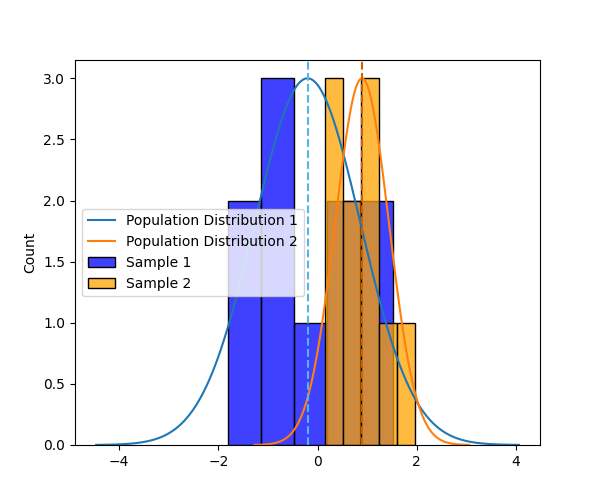 3.0
2.5
2.0
1.5
1.0
0.5
0.0
Count
Population Distribution 1
Population Distribution 2
Sample 1
Sample 2
−4 −2 0 2 4